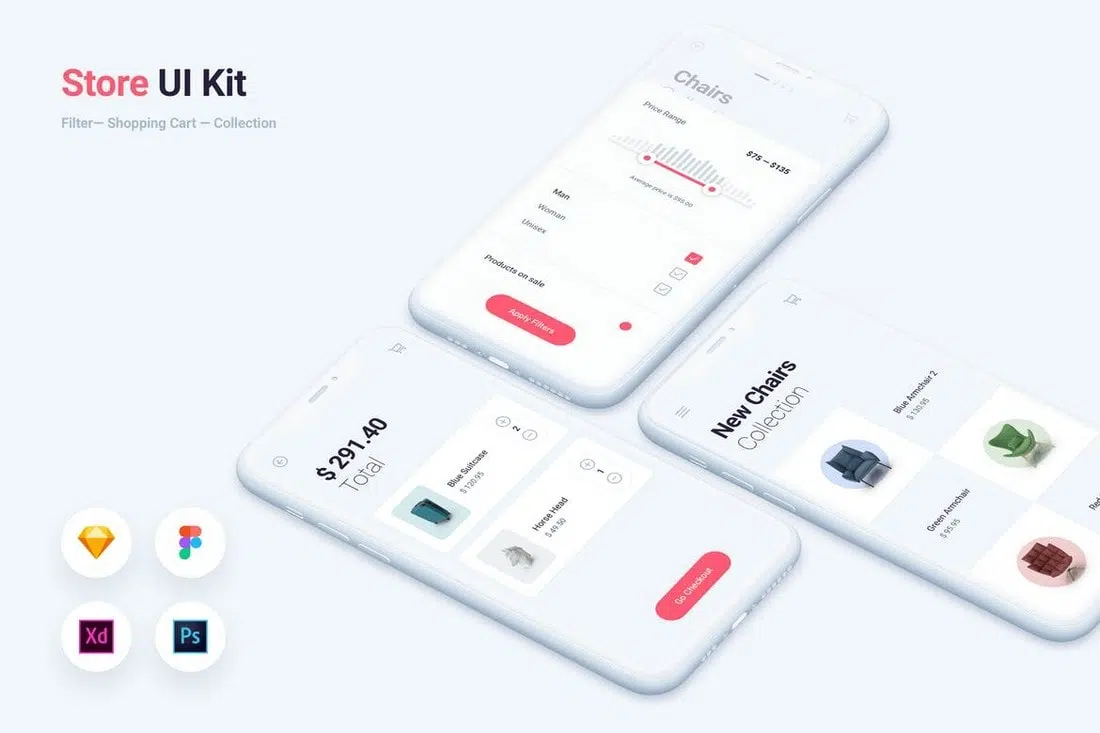 Store UI Kit
Filter— Shopping Cart — Collection
Chairs
Price Range
$75 — $135
Average price is $95.00
Man
Woman
Unisex
Products on sale
Apply Filters
$ 291.40
Total
Blue Suitcase
$ 120.95
2
Horse Head
$ 49.50
1
Go Checkout
New Chairs
Collection
Blue Armchair 2
$ 130.95
Green Armchair
$ 95.95
Xd
Ps